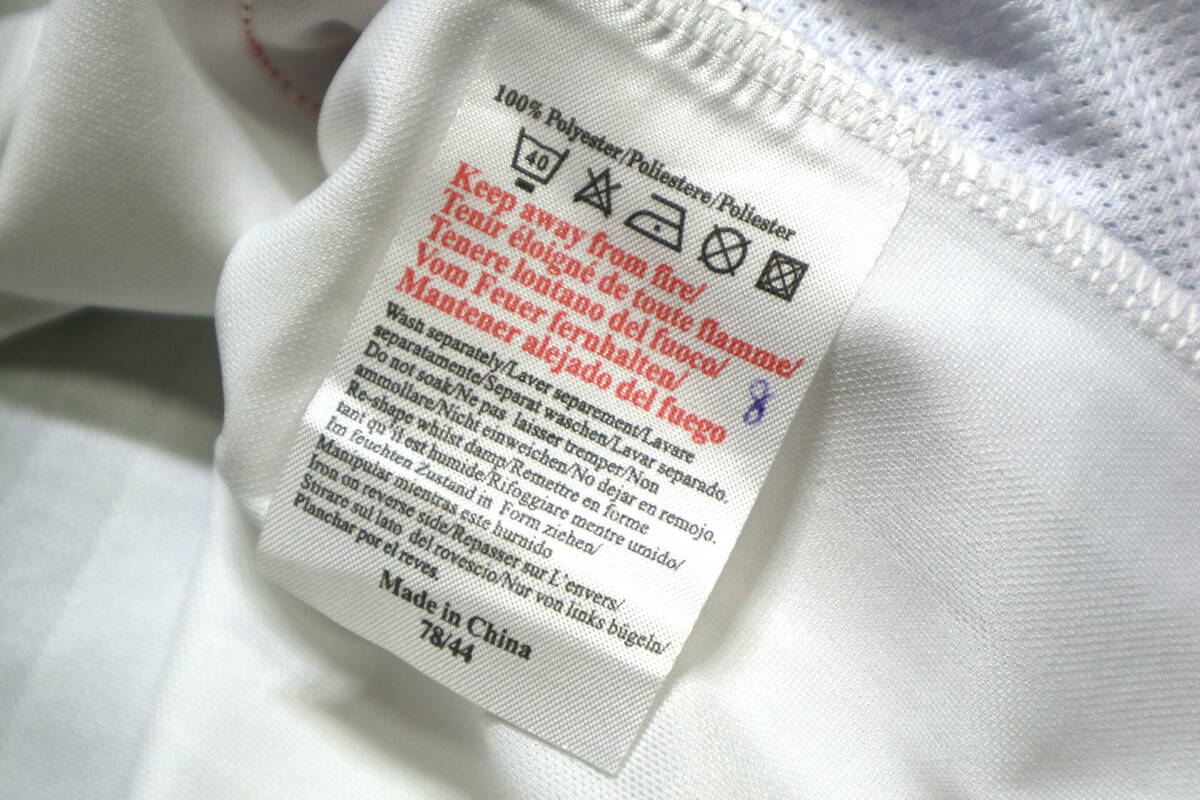 100% Polyester/Poliestere/Poliester
40
Keep away from fire/
Tenir éloigné de toute flamme/
Tenere lontano del fuoco/
Vom Feuer fernhalten/
Mantener alejado del fuego
8
Wash separately/Laver separement/Lavare
separatamente/Separat waschen/Lavar separado.
Do not soak/Ne pas laisser tremper/Non
ammollare/Nicht einweichen/No dejar en remojo.
Re-shape whilst damp/Remettre en forme
tant qu'il est humide/Rifoggiare mentre umido/
Im feuchten Zustand in Form ziehen/
Manipular mientras este humido
Iron on reverse side/Repasser sur L'envers/
Strare sul lato del rovescio/Nur von links bügeln/
Planchar por el reves.
Made in China
78/44